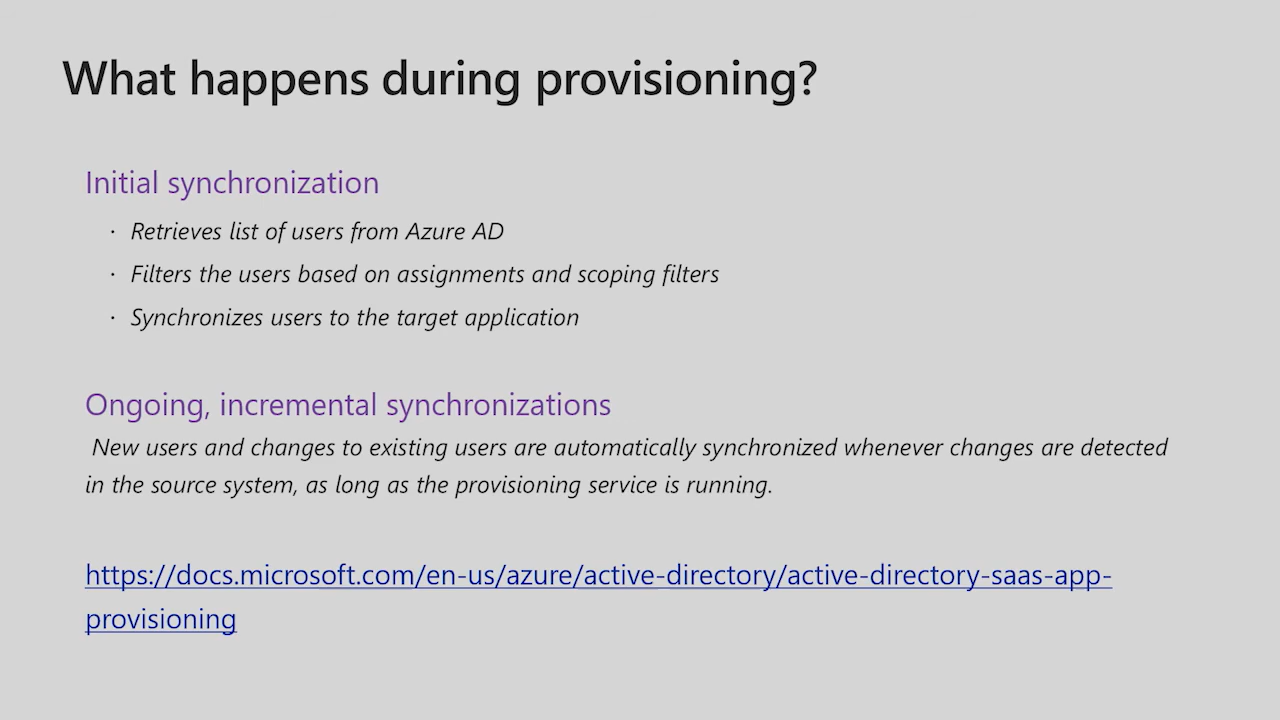 What happens during provisioning?
Initial synchronization
· Retrieves list of users from Azure AD
· Filters the users based on assignments and scoping filters
· Synchronizes users to the target application
Ongoing, incremental synchronizations
New users and changes to existing users are automatically synchronized whenever changes are detected
in the source system, as long as the provisioning service is running.
https://docs.microsoft.com/en-us/azure/active-directory/active-directory-saas-app-
provisioning